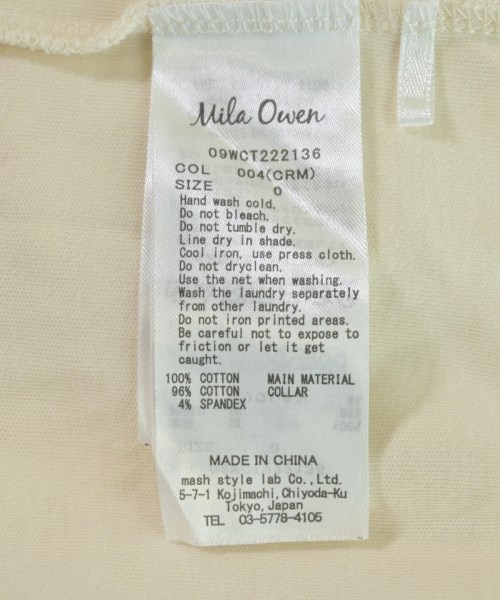 Mila Owen
09WCT222136
COL 004(CRM)
SIZE 0
Hand wash cold.
Do not bleach.
Do not tumble dry.
Line dry in shade.
Cool iron, use press cloth.
Do not dryclean.
Use the net when washing.
Wash the laundry separately
from other laundry.
Do not iron printed areas.
Be careful not to expose to
friction or let it get
caught.
100% COTTON MAIN MATERIAL
96% COTTON COLLAR
4% SPANDEX
MADE IN CHINA
mash style lab Co.,Ltd.
5-7-1 Kojimachi,Chiyoda-Ku
Tokyo,Japan
TEL 03-5778-4105